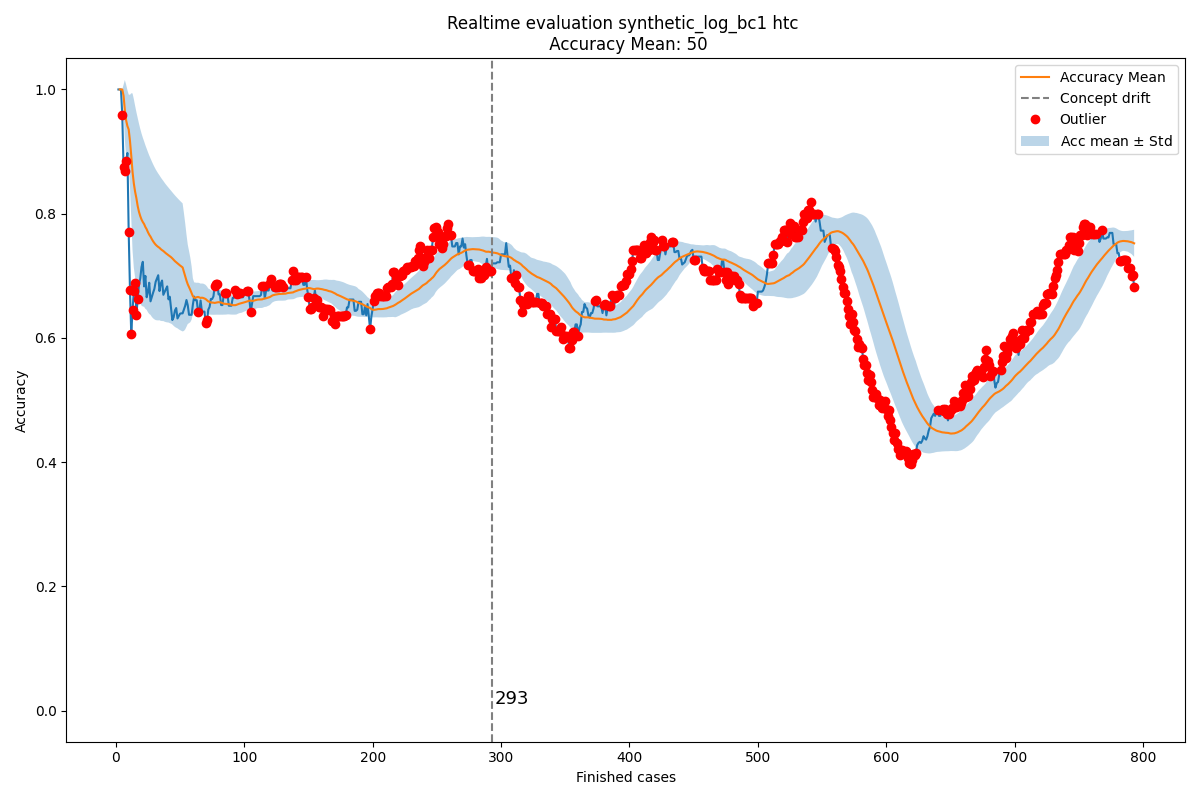 Realtime evaluation synthetic_log_bc1 htc
Accuracy Mean: 50
Accuracy Mean
Concept drift
Outlier
Acc mean ± Std
Accuracy
1.0
0.8
0.6
0.4
0.2
0.0
293
0 100 200 300 400 500 600 700 800
Finished cases